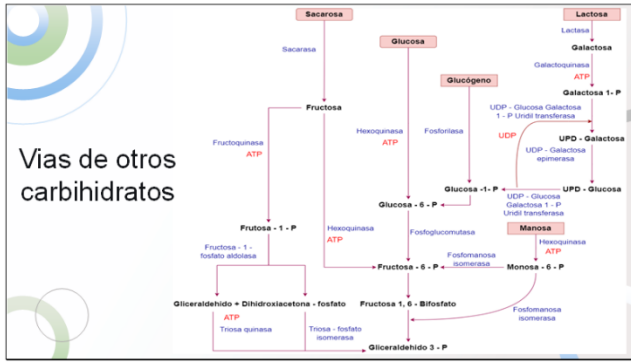 Vias de otros
carbihidratos
Sacarosa
Sacarasa
Fructosa
Fructoquinasa
ATP
Frutosa - 1 - P
Fructosa - 1 -
fosfato aldolasa
Gliceraldehido + Dihidroxiacetona - fosfato
ATP
Triosa quinasa
Triosa - fosfato
isomerasa
Hexoquinasa
ATP
Glucosa
Hexoquinasa
ATP
Glucosa - 6 - P
Fosfoglucomutasa
Fructosa - 6 - P
Fructosa 1, 6 - Bifosfato
Gliceraldehido 3 - P
Glucógeno
Fosforilasa
Glucosa -1- P
Lactosa
Lactasa
Galactosa
Galactoquinasa
ATP
Galactosa 1- P
UDP - Glucosa Galactosa
1 - P Uridil transferasa
UDP
UPD - Galactosa
UDP - Galactosa
epimerasa
UPD - Glucosa
UDP - Glucosa
Galactosa 1 - P
Uridil transferasa
Manosa
Hexoquinasa
ATP
Monosa - 6 - P
Fosfomanosa
isomerasa
Fosfomanosa
isomerasa